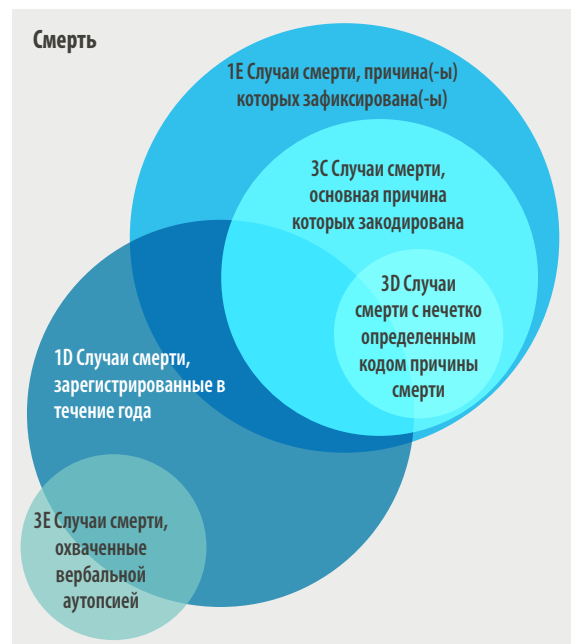 Смерть
1E Случаи смерти, причина(-ы)
которых зафиксирована(-ы)
3C Случаи смерти,
основная причина
которых закодирована
3D Случаи
смерти с нечетко
определенным
кодом причины
смерти
1D Случаи смерти,
зарегистрированные в
течение года
3E Случаи смерти,
охваченные
вербальной
аутопсией